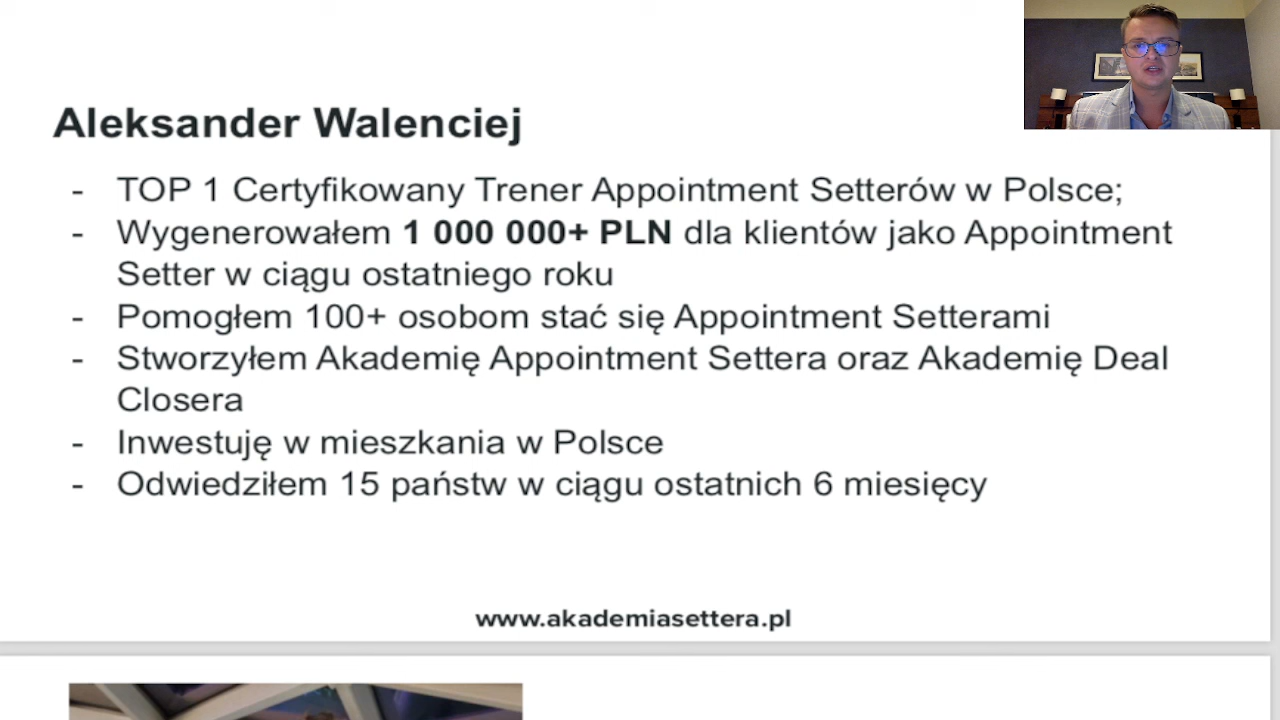 Aleksander Walenciej
- TOP 1 Certyfikowany Trener Appointment Setterów w Polsce;
- Wygenerowałem 1 000 000+ PLN dla klientów jako Appointment
Setter w ciągu ostatniego roku
- Pomogłem 100+ osobom stać się Appointment Setterami
- Stworzyłem Akademię Appointment Settera oraz Akademię Deal
Closera
- Inwestuję w mieszkania w Polsce
- Odwiedziłem 15 państw w ciągu ostatnich 6 miesięcy
www.akademiasettera.pl